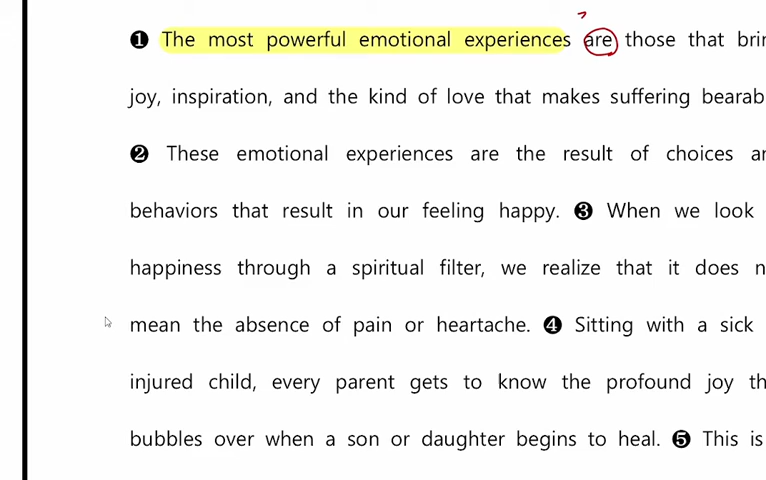 ❶ The most powerful emotional experiences are those that
joy, inspiration, and the kind of love that makes suffering
❷ These emotional experiences are the result of choices
behaviors that result in our feeling happy. ❸ When we look
happiness through a spiritual filter, we realize that it does
mean the absence of pain or heartache. ❹ Sitting with a sick
injured child, every parent gets to know the profound joy
bubbles over when a son or daughter begins to heal. ❺ This is